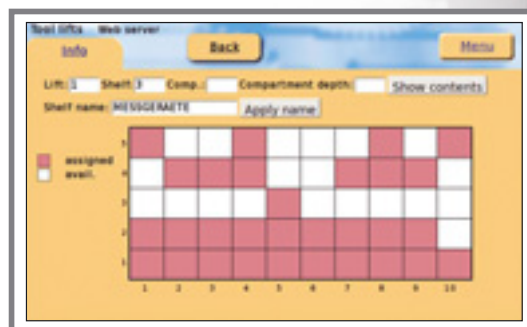 Tool lifts Web server
Info Back Menu
Lift: 1 Shelf: 3 Comp.: Compartment depth: Show contents
Shelf name: MESSGERAETE Apply name
assigned
avail.
5
4
3
2
1
1 2 3 4 5 6 7 8 9 10